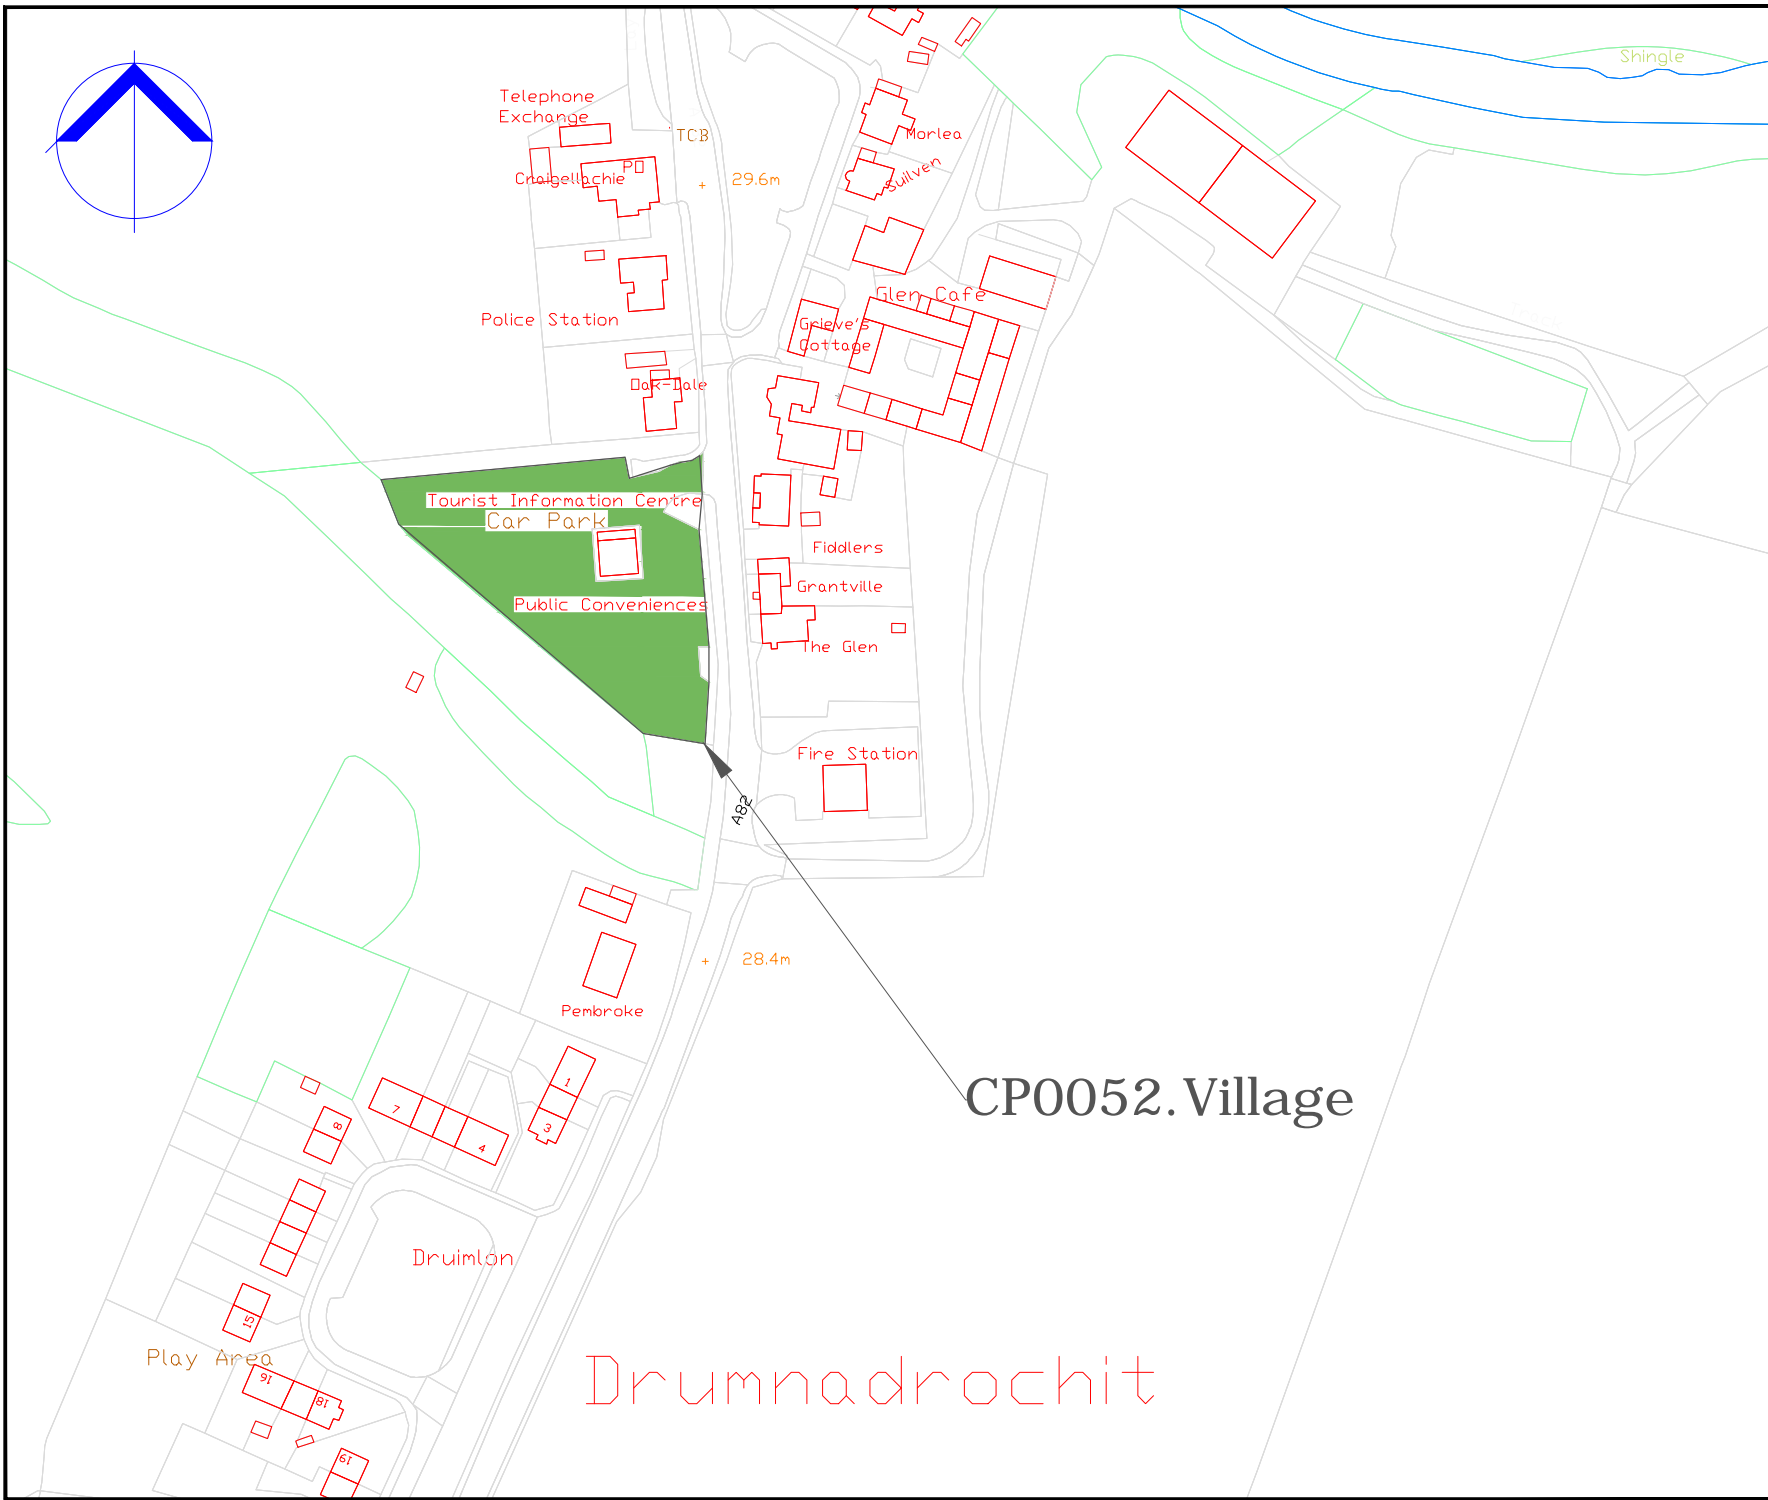 Shingle
Telephone
Exchange
TCB
Morlea
PO
Craigellachie
29.6m
Suilven
Glen Cafe
Police Station
Grieve's
Cottage
Oak-Dale
Tourist Information Centre
Car Park
Fiddlers
Grantville
Public Conveniences
The Glen
Fire Station
A82
28.4m
Pembroke
1
CP0052.Village
7
8
3
4
Druimlon
15
Play Area
16
18
Drumnadrochit
19